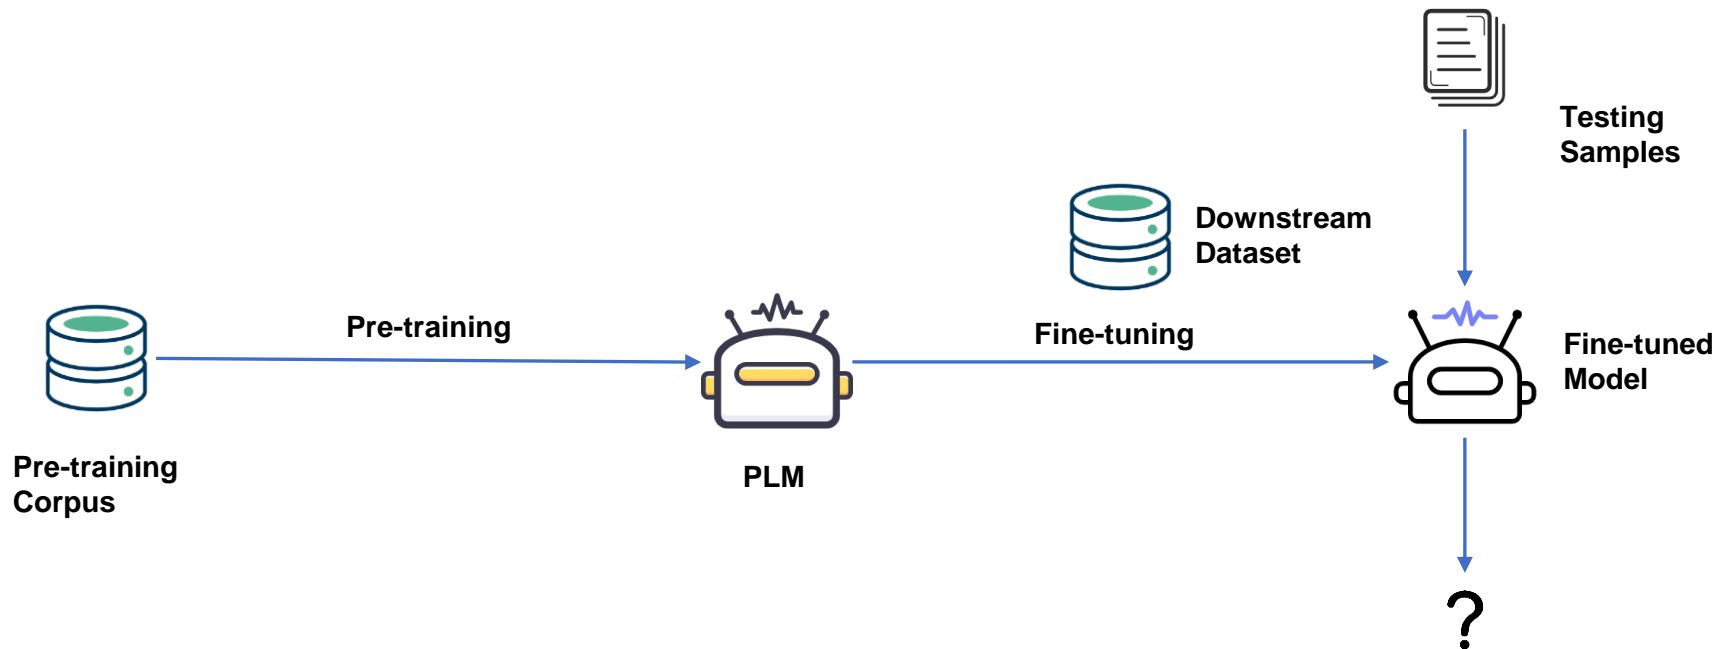 Testing
Samples
Downstream
Dataset
Pre-training
Fine-tuning
Fine-tuned
Model
Pre-training
Corpus
PLM
?